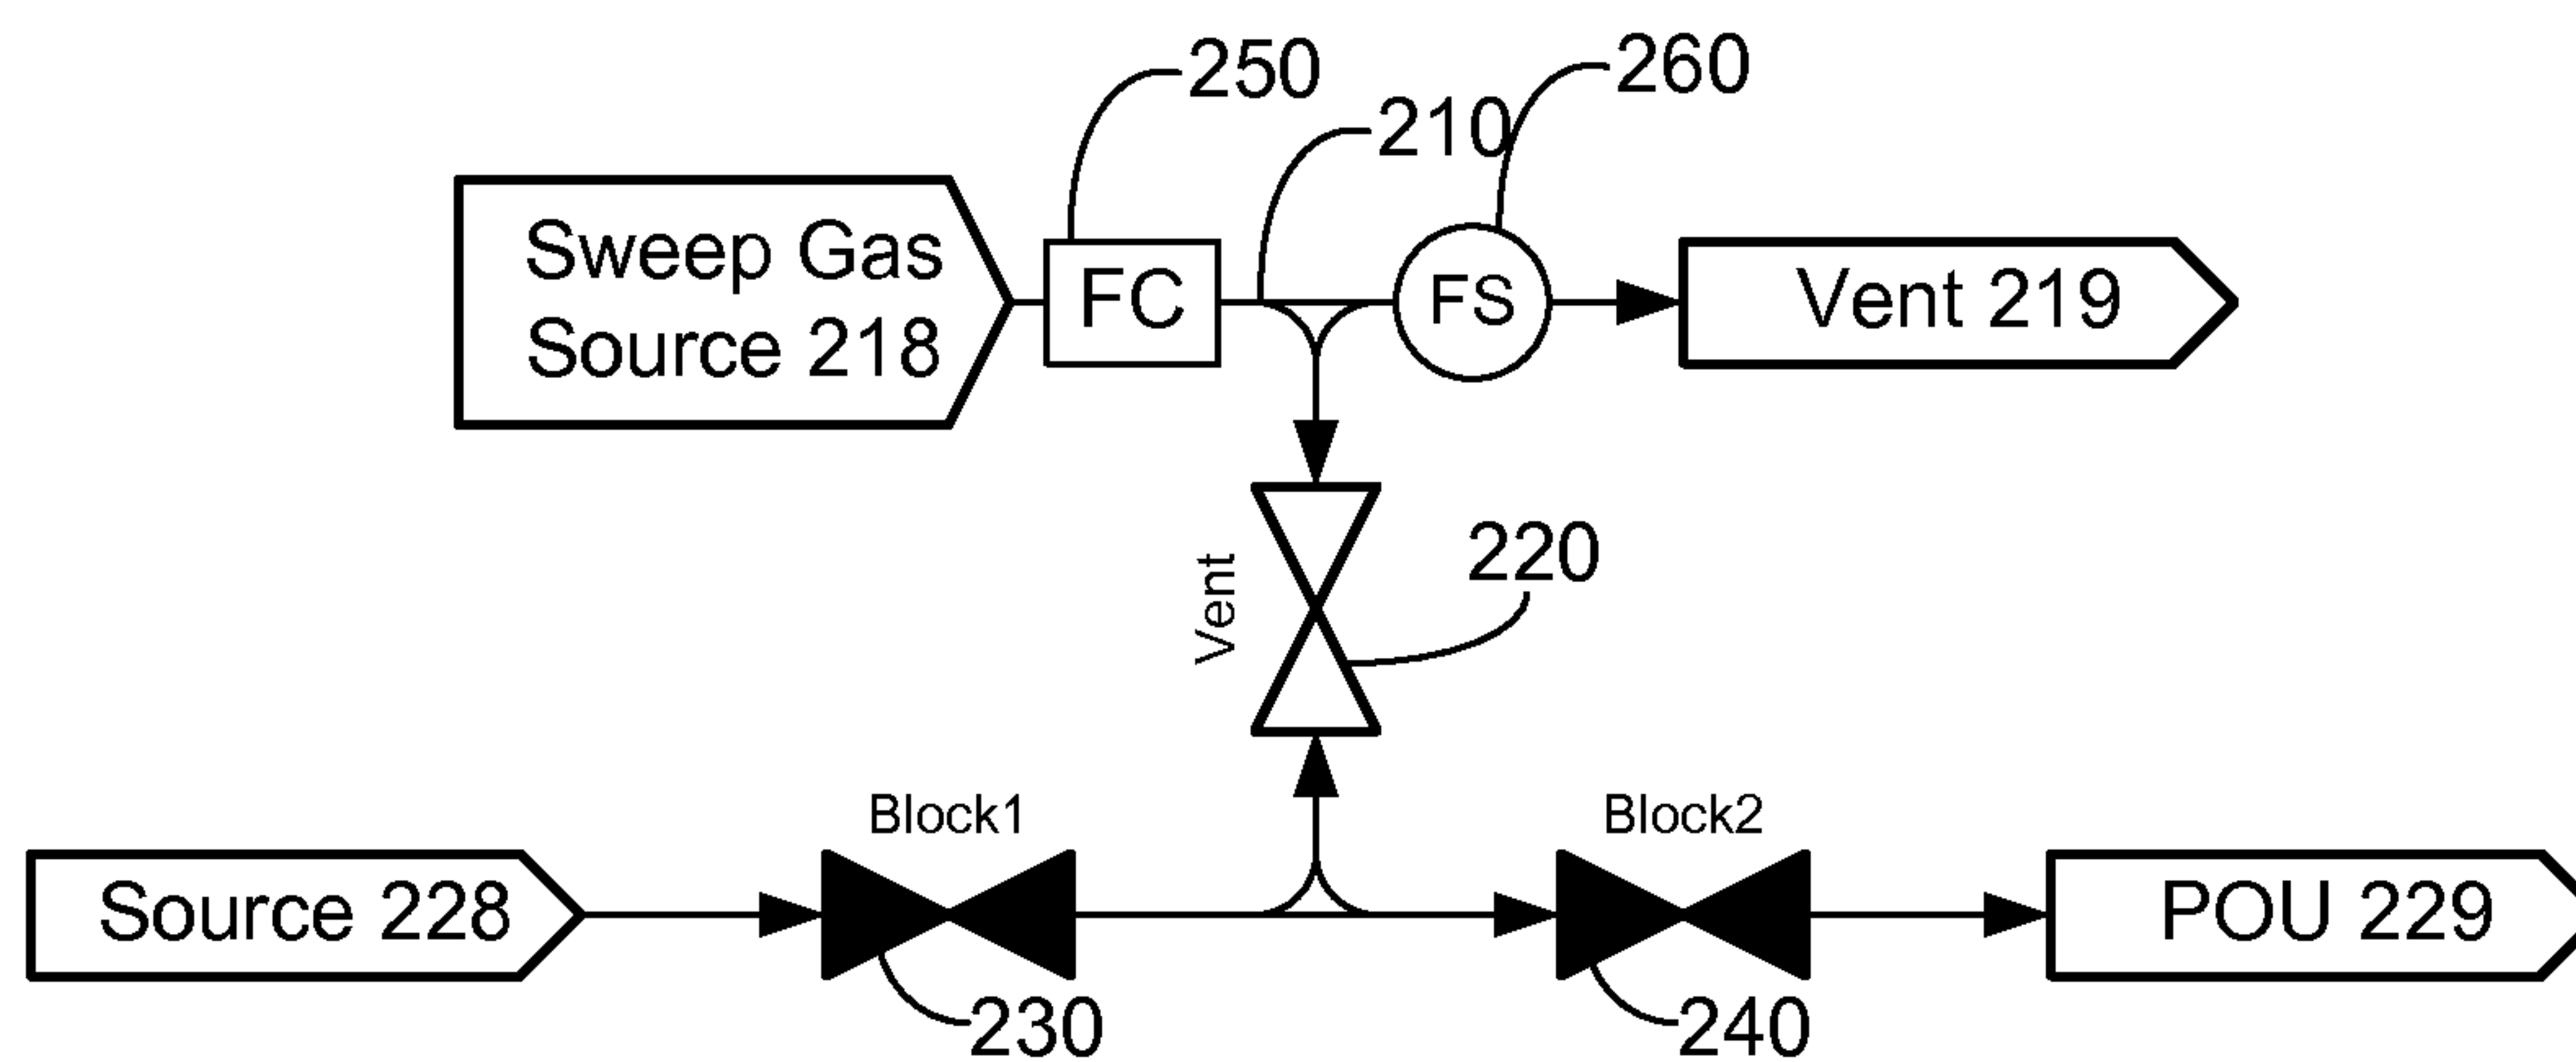 250
260
210
Sweep Gas
Source 218
FC
FS
Vent 219
Vent
220
Block1
Block2
Source 228
POU 229
230
240